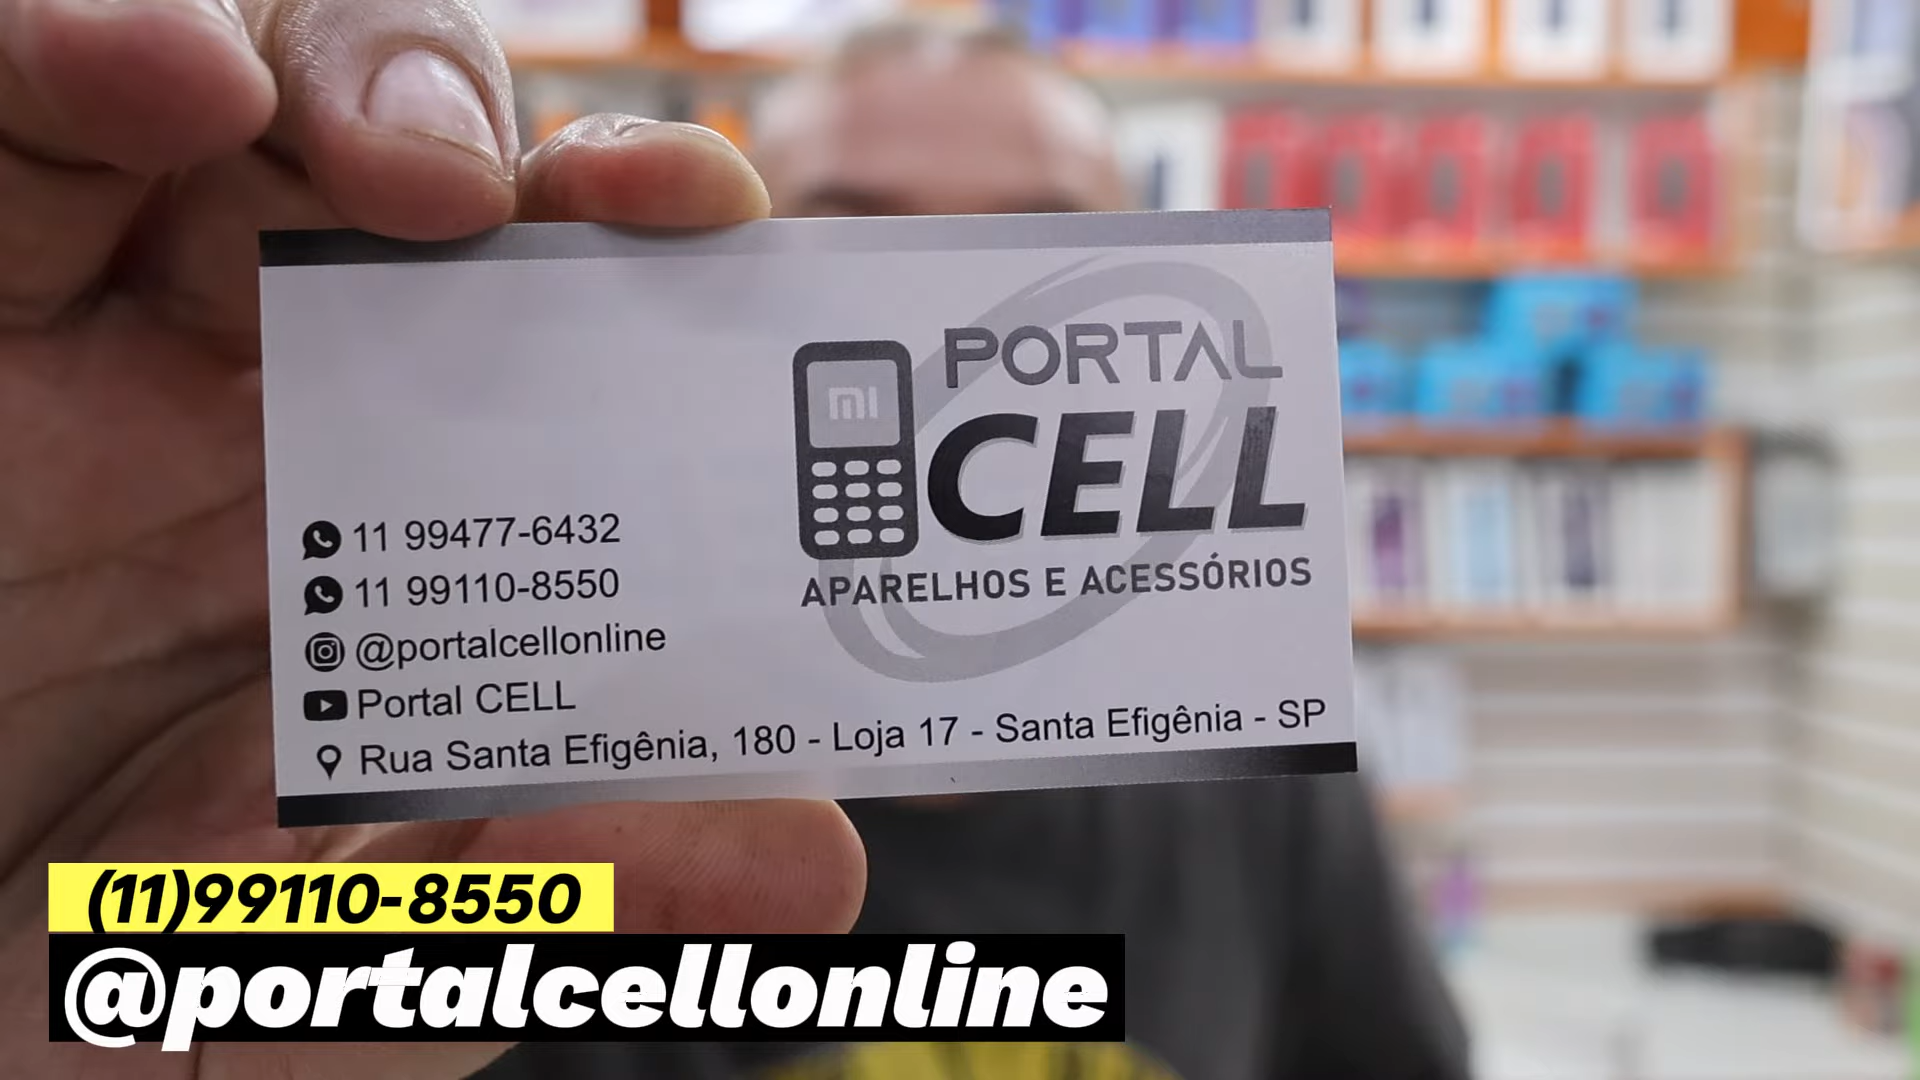 PORTAL
mi
CELL
APARELHOS E ACESSÓRIOS
11 99477-6432
11 99110-8550
@portalcellonline
Portal CELL
Rua Santa Efigênia, 180 - Loja 17 - Santa Efigênia - SP
(11)99110-8550
@portalcellonline